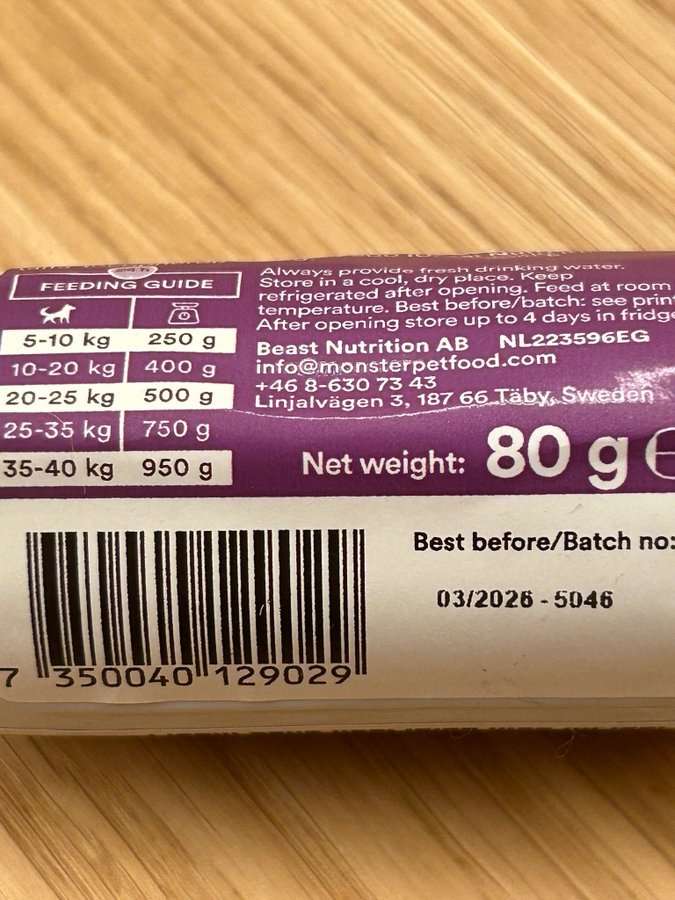 FEEDING GUIDE
5-10 kg 250 g
10-20 kg 400 g
20-25 kg 500 g
25-35 kg 750 g
35-40 kg 950 g
Always provide fresh drinking water.
Store in a cool, dry place. Keep
refrigerated after opening. Feed at room
temperature. Best before/batch: see print
After opening store up to 4 days in fridge
Beast Nutrition AB NL223596EG
info@monsterpetfood.com
+46 8-630 73 43
Linjalvägen 3, 187 66 Täby, Sweden
Net weight: 80 g e
Best before/Batch no:
03/2026 - 5046
7 350040 129029